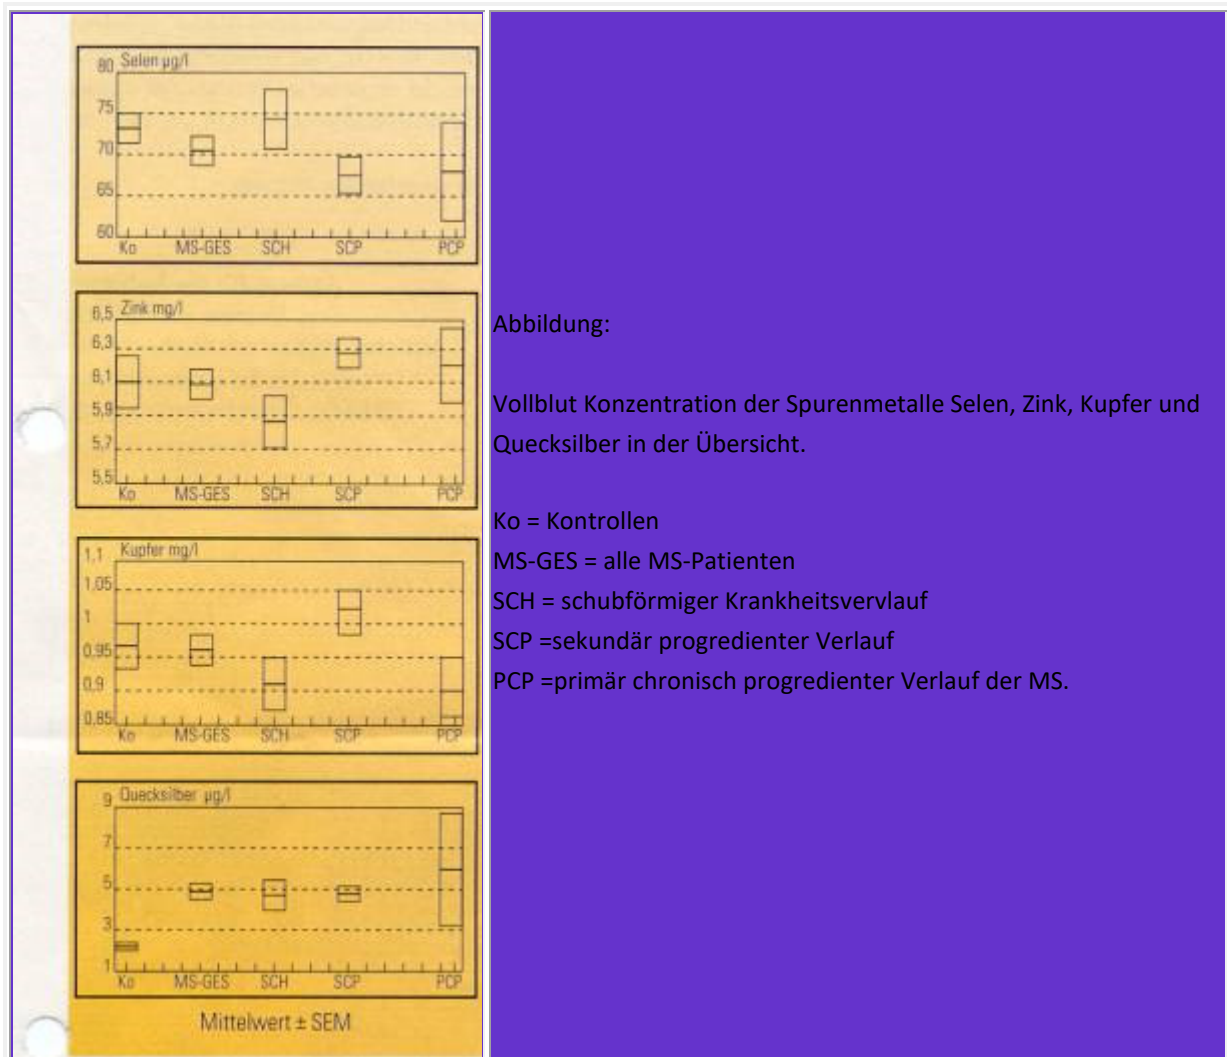 80 Selen µg/l
75
70
65
60
Ko MS-GES SCH SCP PCP
6,5 Zink mg/l
6,3
6,1
5,9
5,7
5,5
Ko MS-GES SCH SCP PCP
1,1 Kupfer mg/l
1,05
1
0,95
0,9
0,85
Ko MS-GES SCH SCP PCP
9 Quecksilber µg/l
7
5
3
1
Ko MS-GES SCH SCP PCP
Mittelwert ± SEM
Abbildung:
Vollblut Konzentration der Spurenmetalle Selen, Zink, Kupfer und
Quecksilber in der Übersicht.
Ko = Kontrollen
MS-GES = alle MS-Patienten
SCH = schubförmiger Krankheitsvervlauf
SCP =sekundär progredienter Verlauf
PCP =primär chronisch progredienter Verlauf der MS.